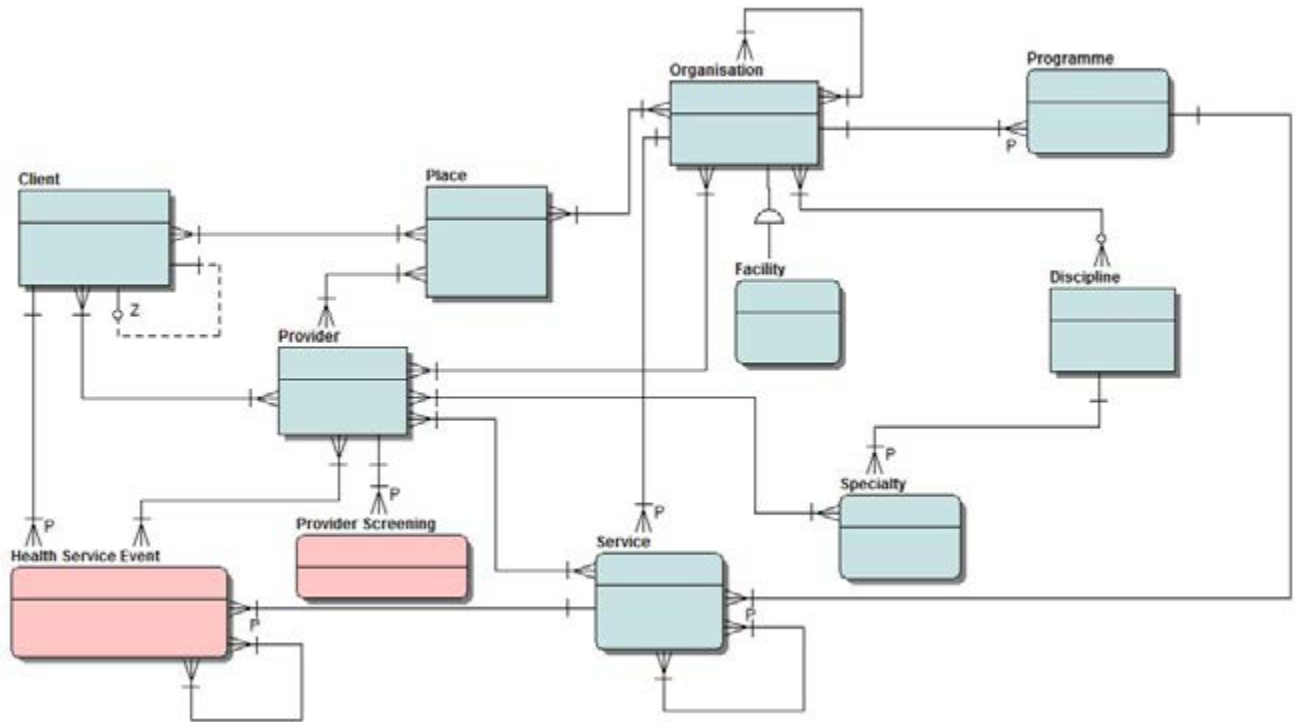 Organisation
Programme
P
Client
Place
Facility
Discipline
Z
Provider
P
P
P
P
Specialty
Provider Screening
Service
Health Service Event
P
P